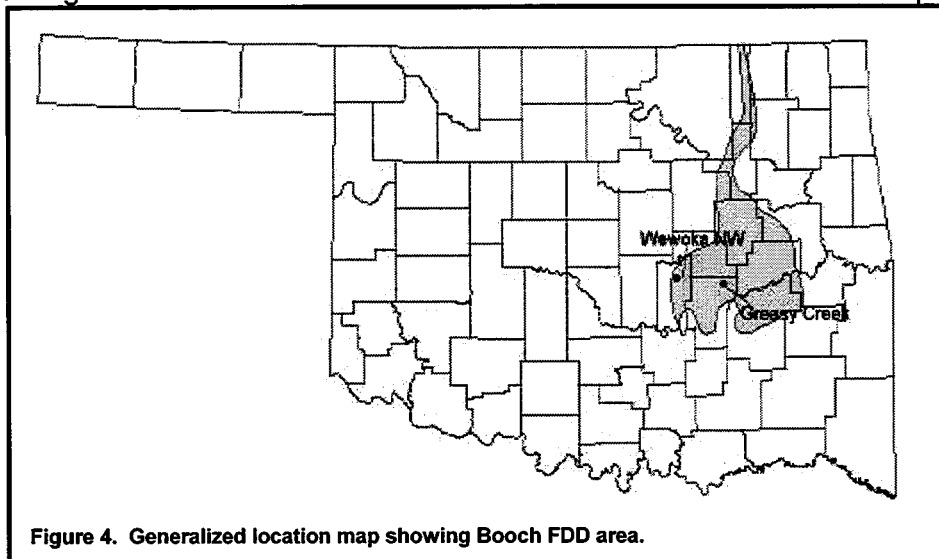 Wewoka NW
Greasy Creek
Figure 4. Generalized location map showing Booch FDD area.